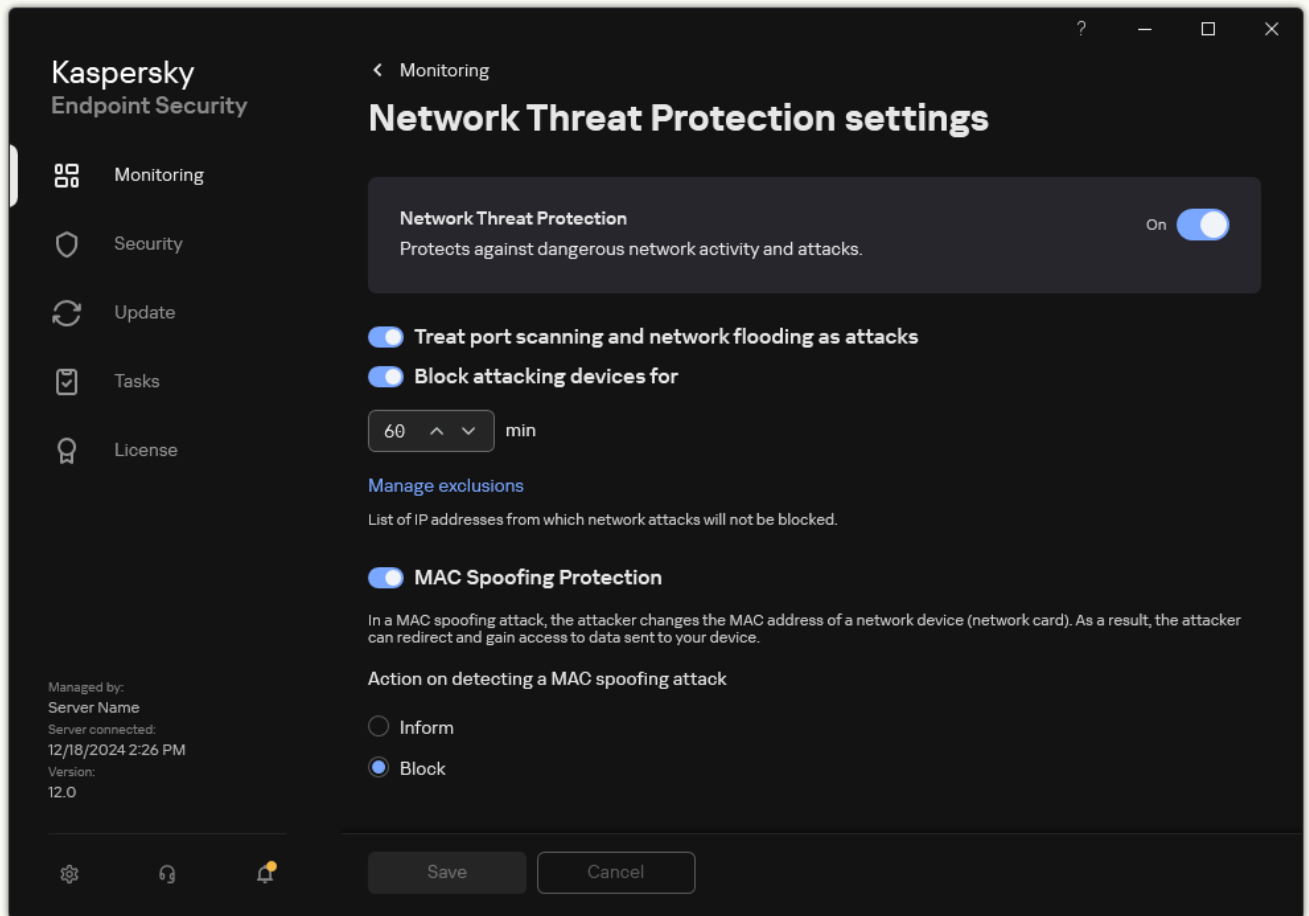 ?
Kaspersky
Endpoint Security
Monitoring
Security
Update
Tasks
License
Managed by:
Server Name
Server connected:
12/18/2024 2:26 PM
Version:
12.0
Monitoring
Network Threat Protection settings
Network Threat Protection
Protects against dangerous network activity and attacks.
On
Treat port scanning and network flooding as attacks
Block attacking devices for
60 min
Manage exclusions
List of IP addresses from which network attacks will not be blocked.
MAC Spoofing Protection
In a MAC spoofing attack, the attacker changes the MAC address of a network device (network card). As a result, the attacker
can redirect and gain access to data sent to your device.
Action on detecting a MAC spoofing attack
Inform
Block
Save Cancel